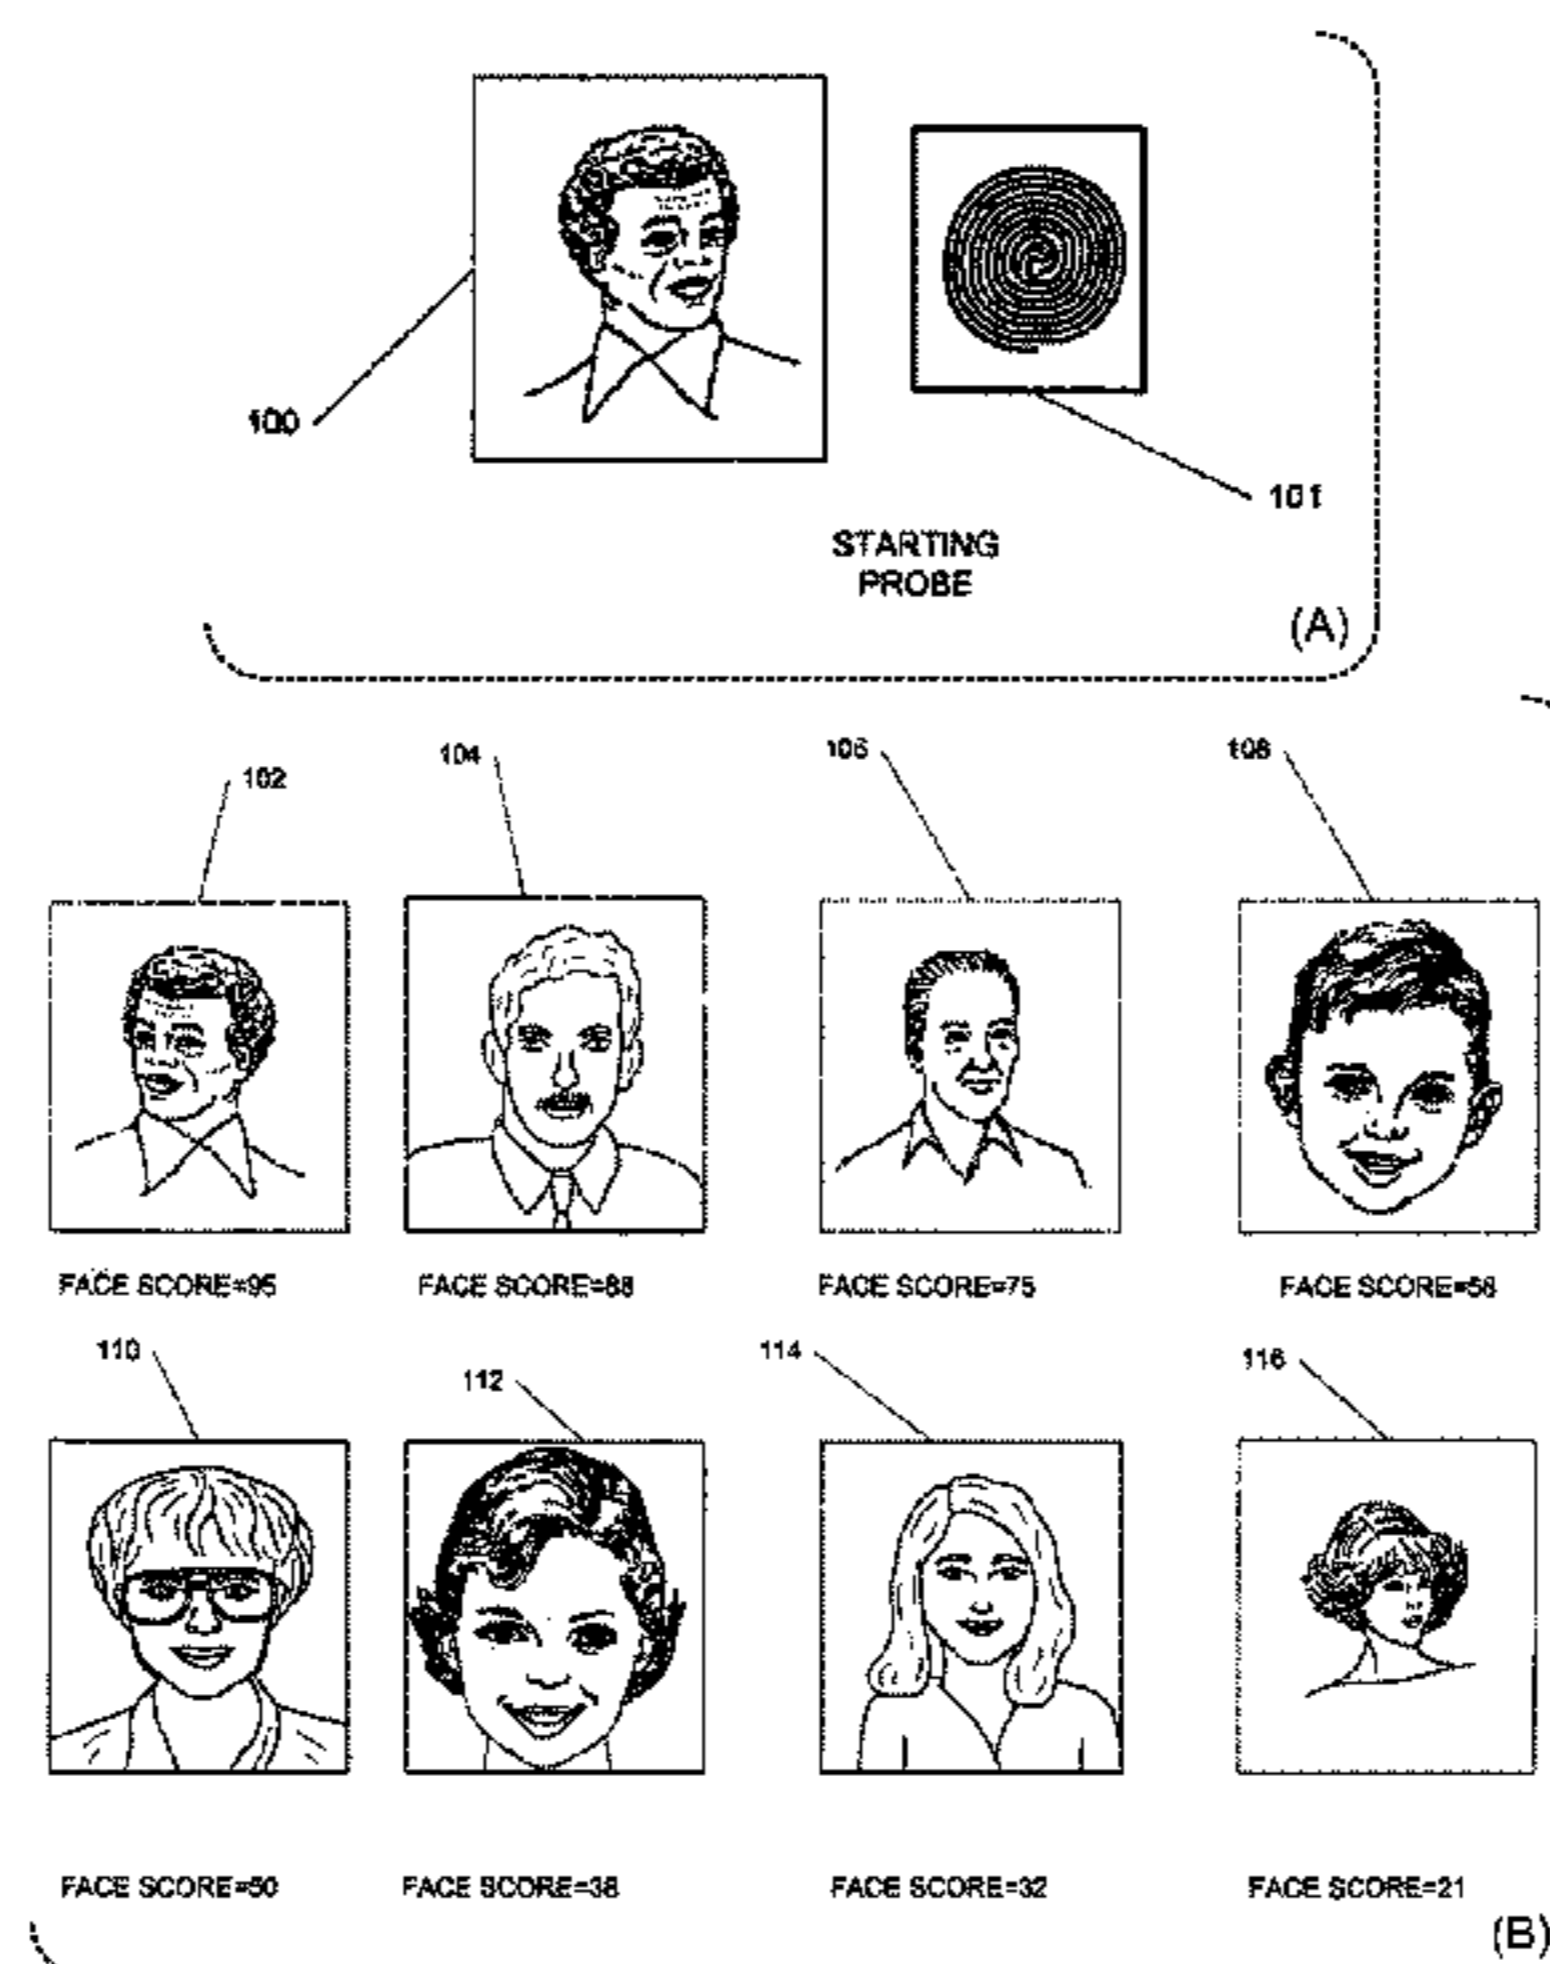 100
101
STARTING
PROBE
(A)
102
104
106
108
FACE SCORE=95
FACE SCORE=88
FACE SCORE=75
FACE SCORE=58
110
112
114
116
FACE SCORE=50
FACE SCORE=38
FACE SCORE=32
FACE SCORE=21
(B)